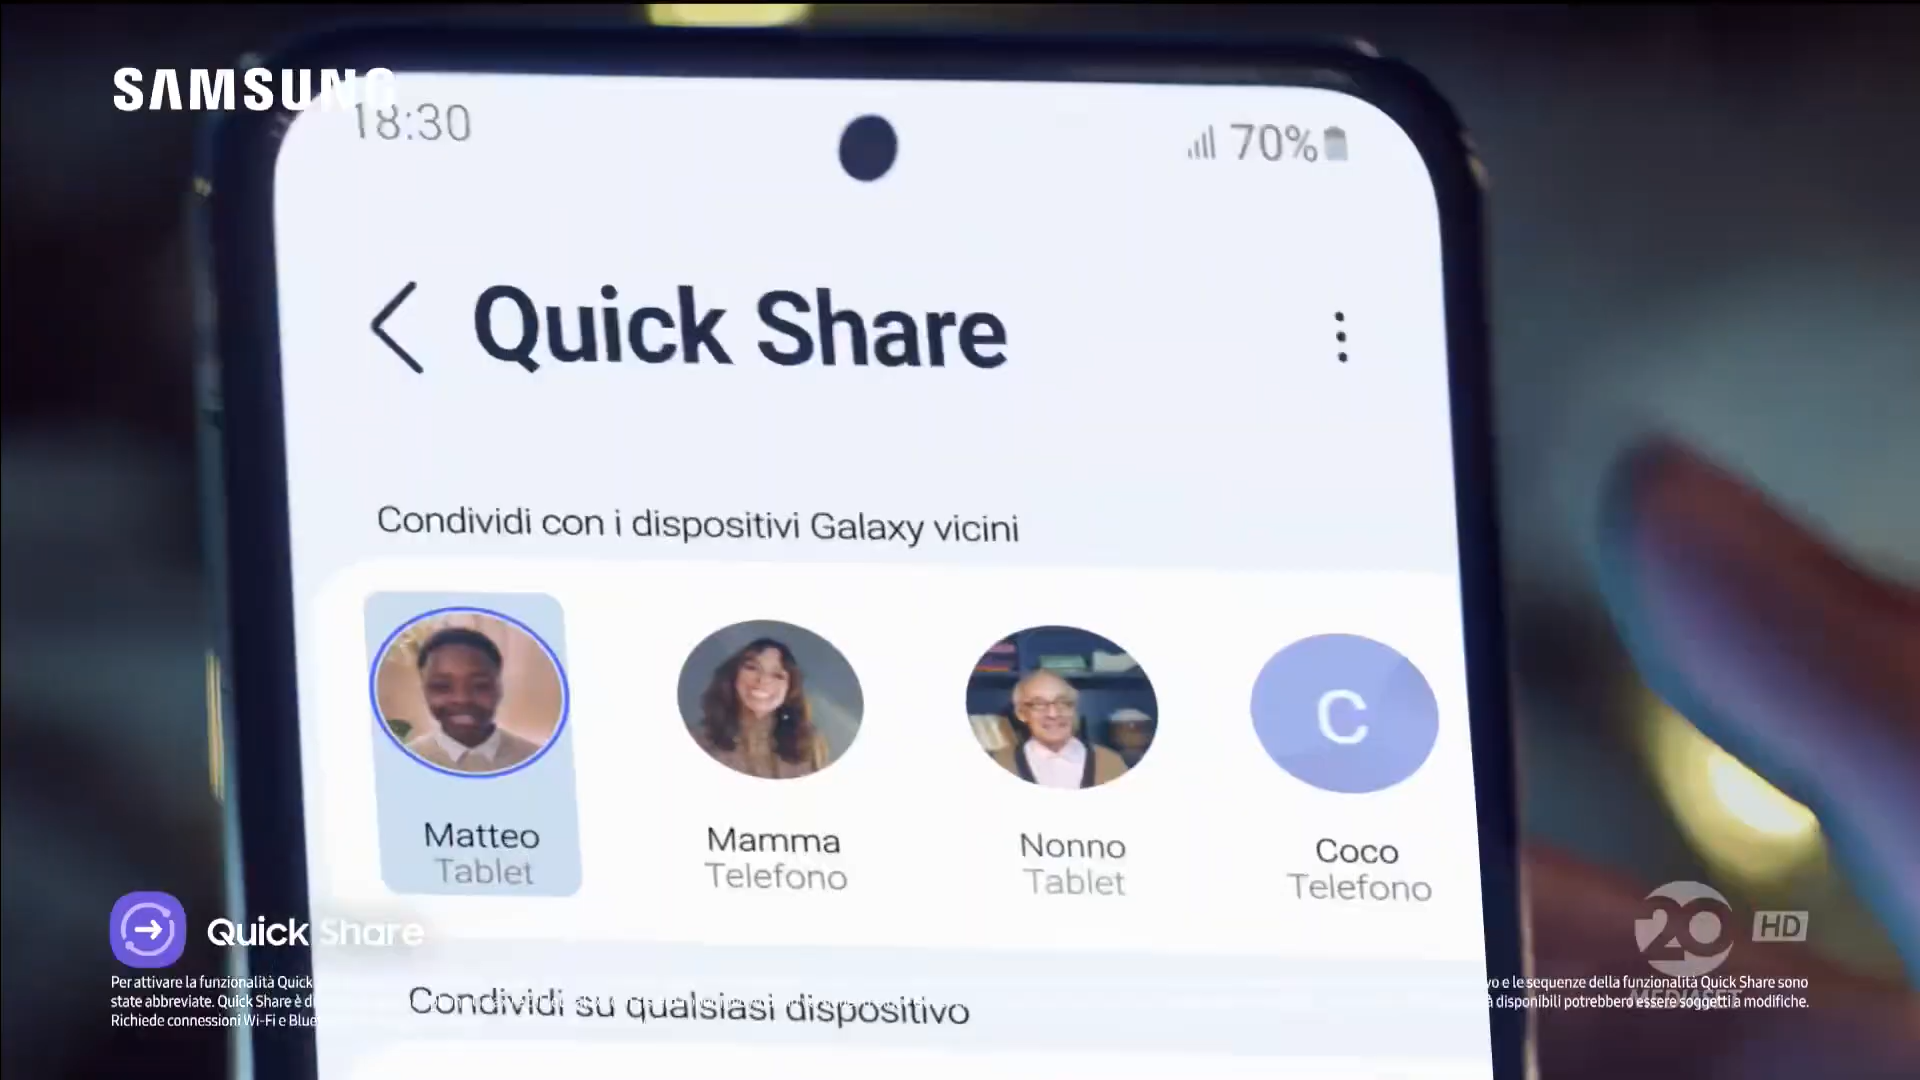 SAMSUNG
18:30
70%
Quick Share
Condividi con i dispositivi Galaxy vicini
C
Matteo
Tablet
Mamma
Telefono
Nonno
Tablet
Coco
Telefono
Quick Share
20
HD
MEDIASET
Per attivare la funzionalità Quick
vo e le sequenze della funzionalità Quick Share sono
state abbreviate. Quick Share è
disponibili potrebbero essere soggetti a modifiche.
Richiede connessioni Wi-Fi e
Condividi su qualsiasi dispositivo